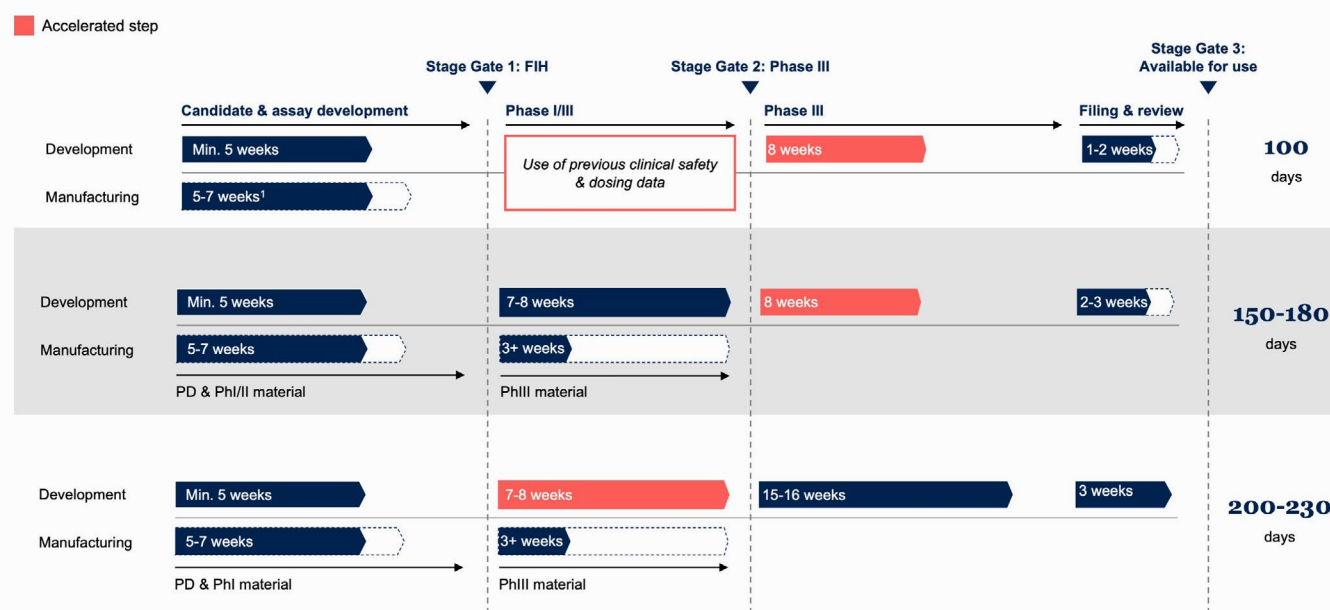 Accelerated step
Stage Gate 1: FIH
Stage Gate 2: Phase III
Stage Gate 3:
Available for use
Candidate & assay development
Phase I/III
Phase III
Filing & review
Development
Min. 5 weeks
Use of previous clinical safety
& dosing data
8 weeks
1-2 weeks
100
days
Manufacturing
5-7 weeks¹
Development
Min. 5 weeks
7-8 weeks
8 weeks
2-3 weeks
150-180
days
Manufacturing
5-7 weeks
3+ weeks
PD & PhI/II material
PhIII material
Development
Min. 5 weeks
7-8 weeks
15-16 weeks
3 weeks
200-230
days
Manufacturing
5-7 weeks
3+ weeks
PD & PhI material
PhIII material